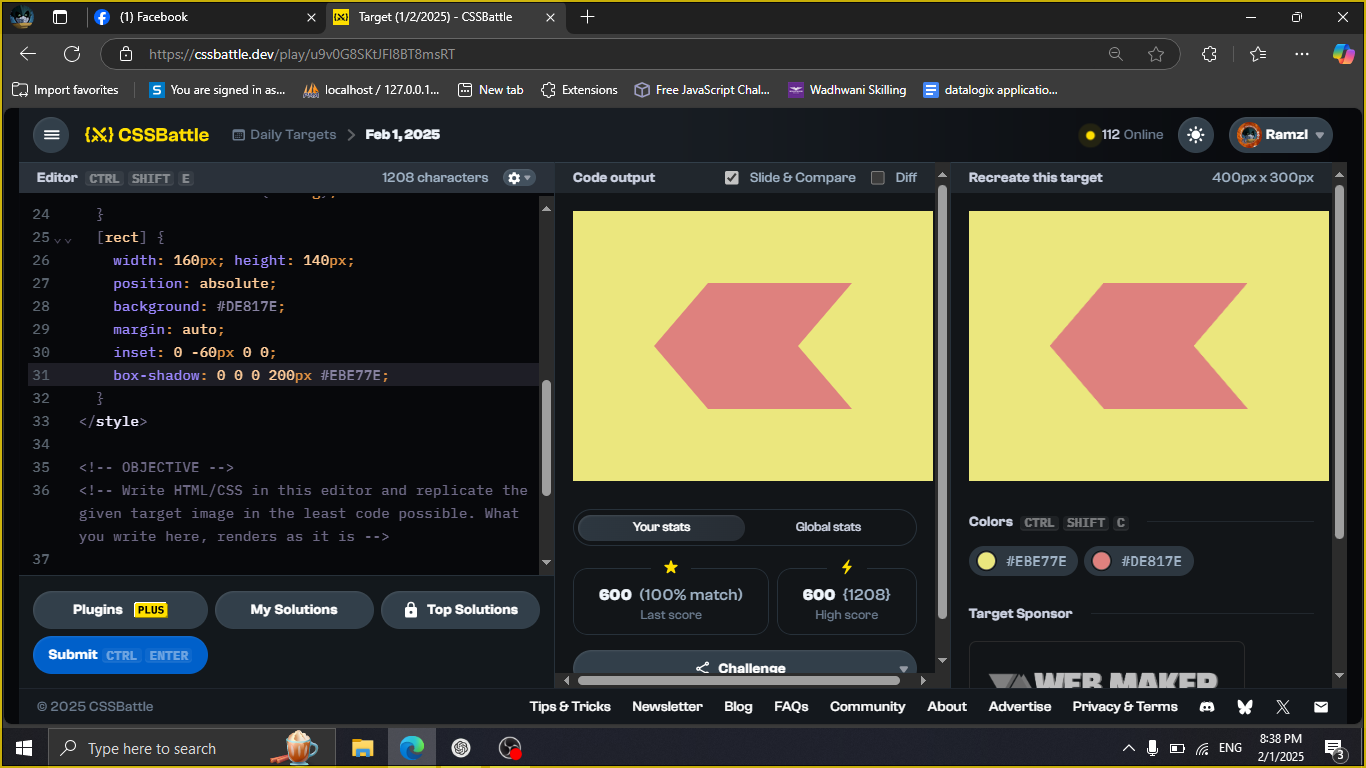 (1) Facebook
Target (1/2/2025) - CSSBattle
https://cssbattle.dev/play/u9v0G8SKtJFI8BT8msRT
Import favorites
You are signed in as...
localhost / 127.0.0.1...
New tab
Extensions
Free JavaScript Chal...
Wadhwani Skilling
datalogix applicatio...
{X} CSSBattle
Daily Targets > Feb 1, 2025
112 Online
Ramzl
Editor CTRL SHIFT E
1208 characters
24 }
25 [rect] {
26 width: 160px; height: 140px;
27 position: absolute;
28 background: #DE817E;
29 margin: auto;
30 inset: 0 -60px 0 0;
31 box-shadow: 0 0 0 200px #EBE77E;
32 }
33 </style>
34
35 <!-- OBJECTIVE -->
36 <!-- Write HTML/CSS in this editor and replicate the
given target image in the least code possible. What
you write here, renders as it is -->
37
Plugins PLUS
My Solutions
Top Solutions
Submit CTRL ENTER
Code output
Slide & Compare
Diff
Your stats
Global stats
600 (100% match)
Last score
600 {1208}
High score
Challenge
Recreate this target
400px x 300px
Colors CTRL SHIFT C
#EBE77E
#DE817E
Target Sponsor
WEB MAKER
© 2025 CSSBattle
Tips & Tricks
Newsletter
Blog
FAQs
Community
About
Advertise
Privacy & Terms
Type here to search
ENG
8:38 PM
2/1/2025
3